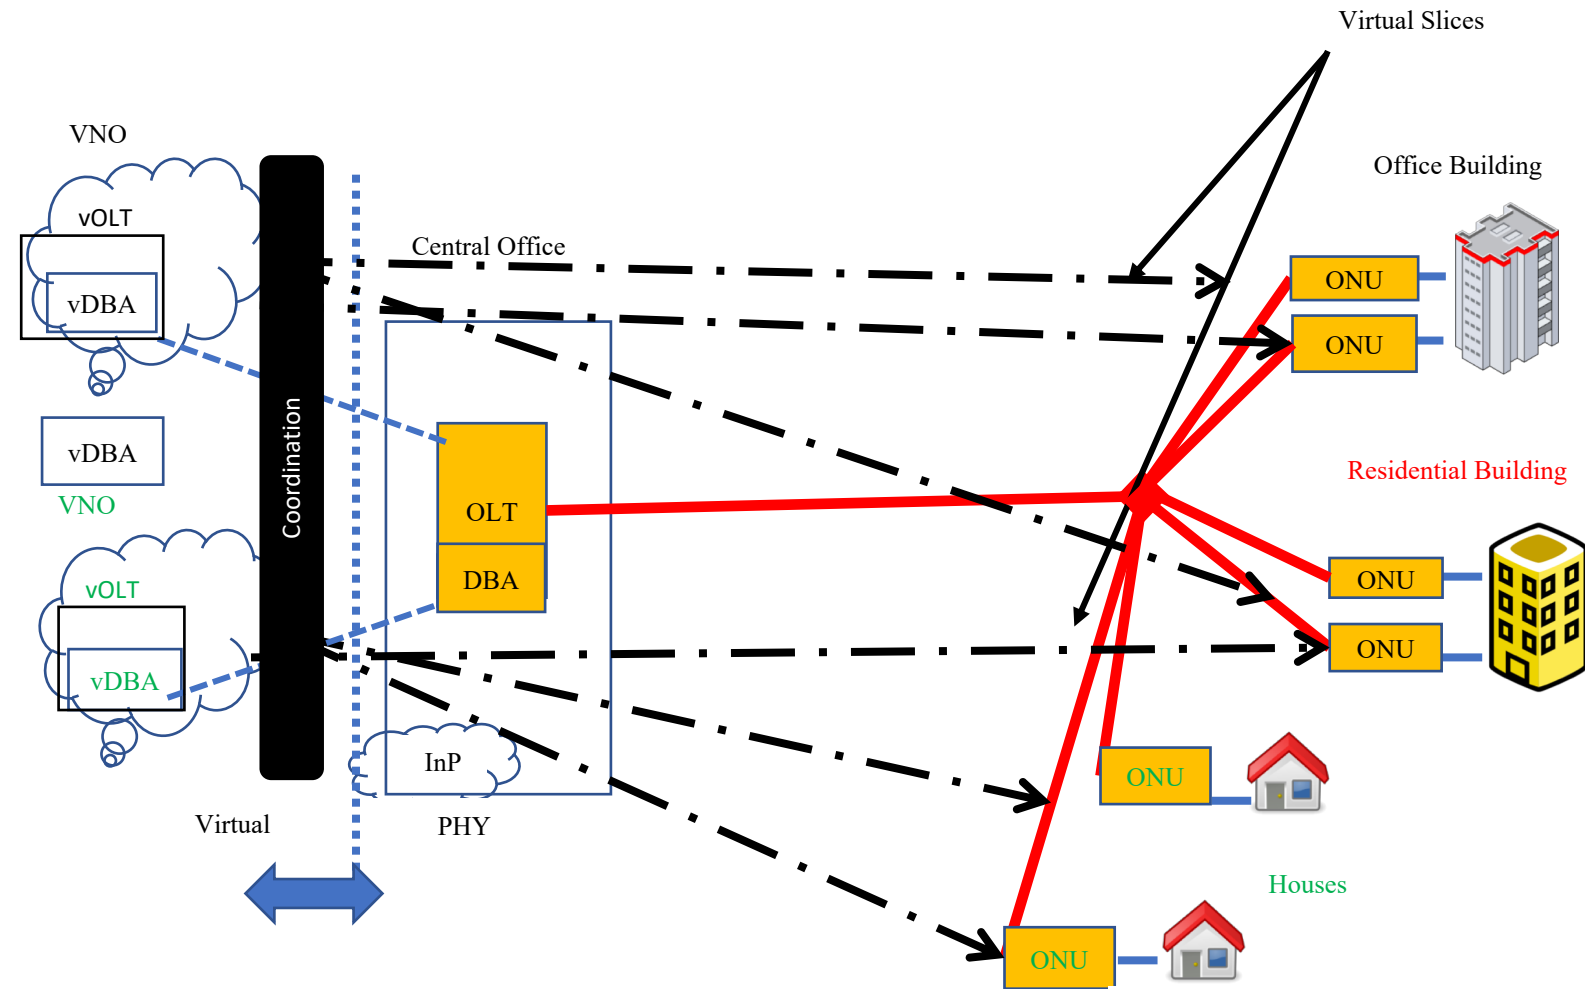 Virtual Slices
VNO
Office Building
vOLT
Central Office
ONU
vDBA
ONU
Coordination
vDBA
Residential Building
VNO
OLT
DBA
ONU
vOLT
ONU
vDBA
InP
ONU
Virtual
PHY
Houses
ONU